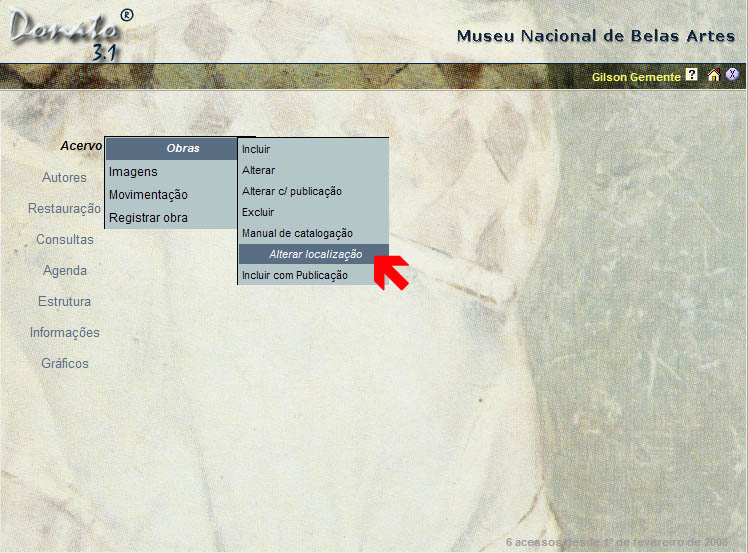 Donato®
3.1
Museu Nacional de Belas Artes
Gilson Gemente ? X
Acervo
Obras
Incluir
Autores
Imagens
Alterar
Restauração
Movimentação
Alterar c/ publicação
Registrar obra
Excluir
Consultas
Manual de catalogação
Agenda
Alterar localização
Incluir com Publicação
Estrutura
Informações
Gráficos
6 acessos desde 1º de fevereiro de 2008